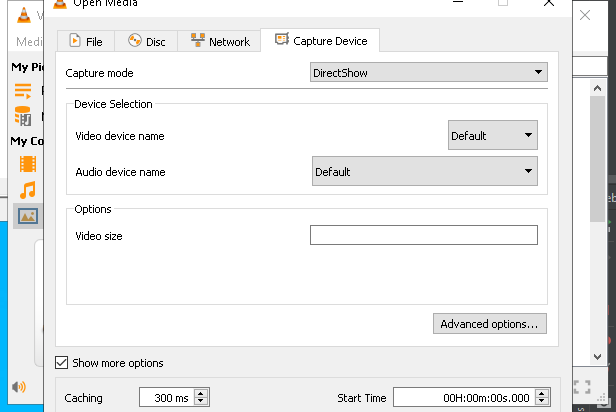 Open Media
Medi
File
Disc
Network
Capture Device
My Pi
My Co
Capture mode
DirectShow
Device Selection
Video device name
Default
Audio device name
Default
Options
Video size
Advanced options...
Show more options
Caching
300 ms
Start Time
00H:00m:00s.000